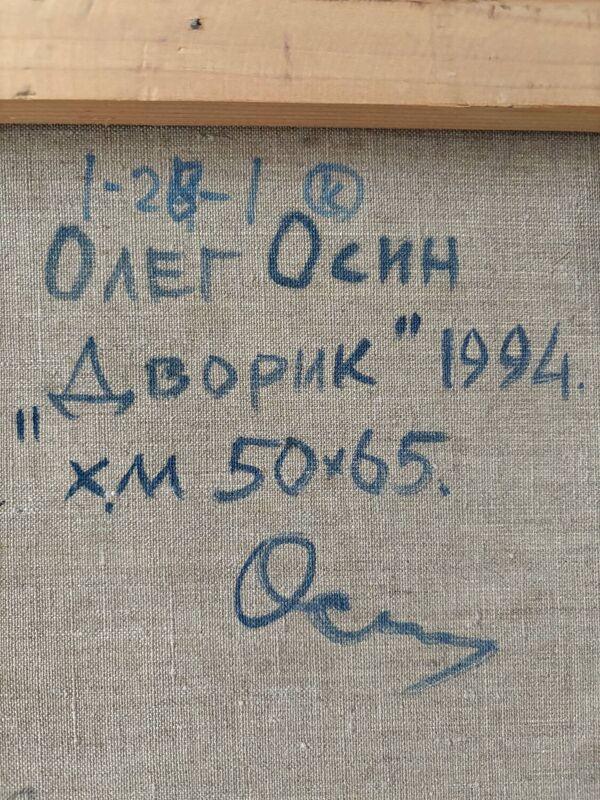 1-28-1 (к)
Олег Осин
"Дворик" 1994.
х.м 50×65.
Осин